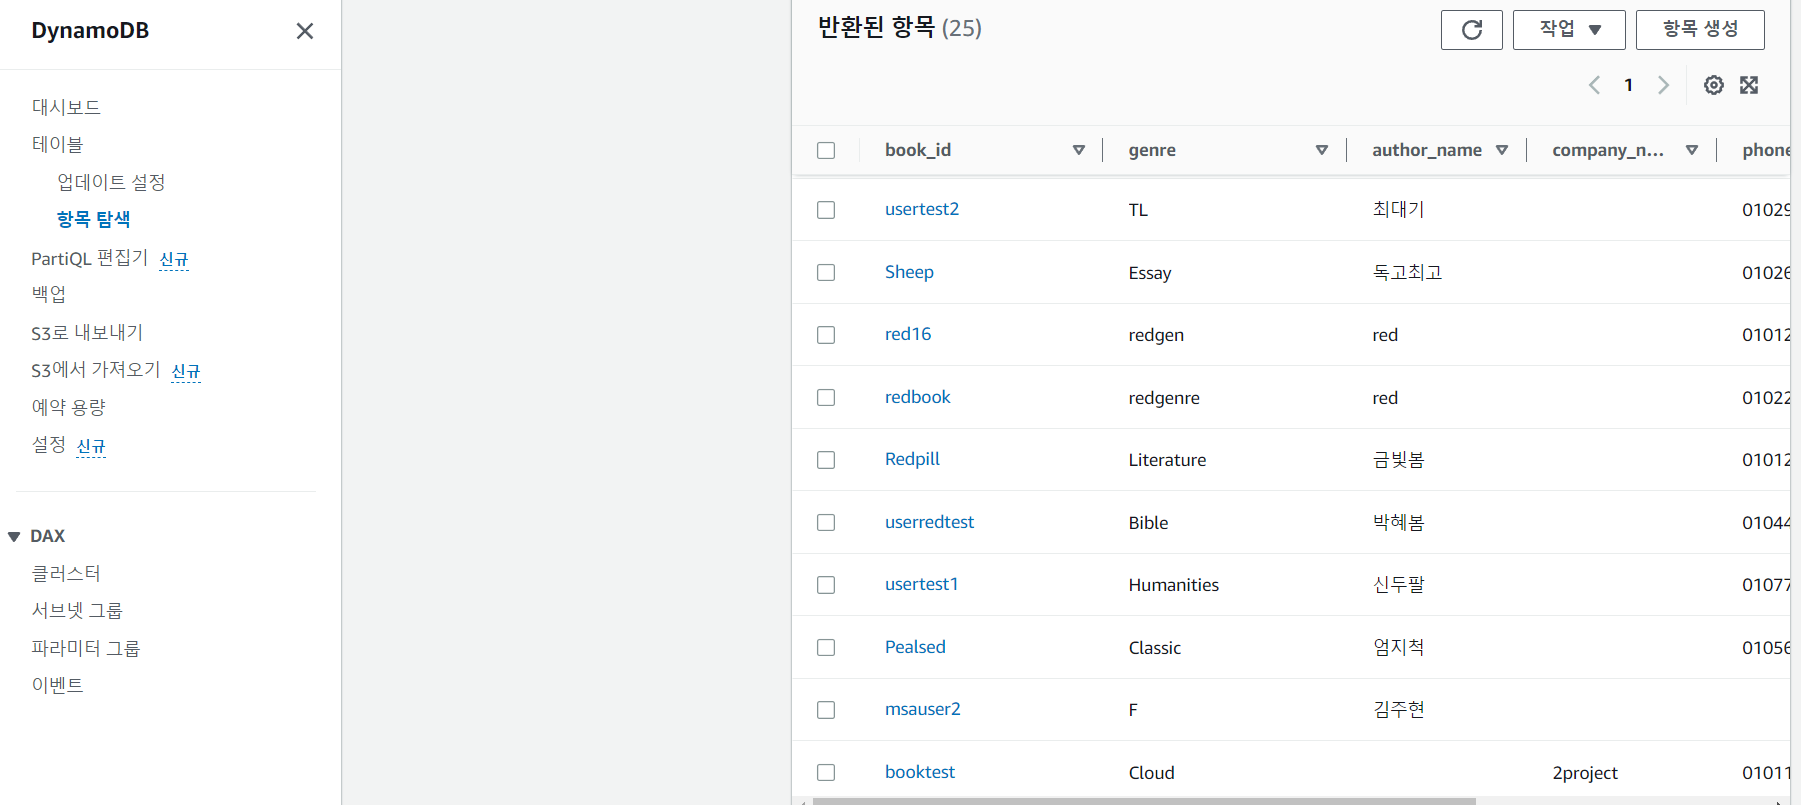 DynamoDB
대시보드
테이블
업데이트 설정
항목 탐색
PartiQL 편집기 신규
백업
S3로 내보내기
S3에서 가져오기 신규
예약 용량
설정 신규
DAX
클러스터
서브넷 그룹
파라미터 그룹
이벤트
반환된 항목 (25)
작업
항목 생성
1
book_id genre author_name company_n... phone
usertest2 TL 최대기 01029
Sheep Essay 독고최고 01026
red16 redgen red 01012
redbook redgenre red 01022
Redpill Literature 금빛봄 01012
userredtest Bible 박혜봄 01044
usertest1 Humanities 신두팔 01077
Pealsed Classic 엄지척 01056
msauser2 F 김주현
booktest Cloud 2project 01011